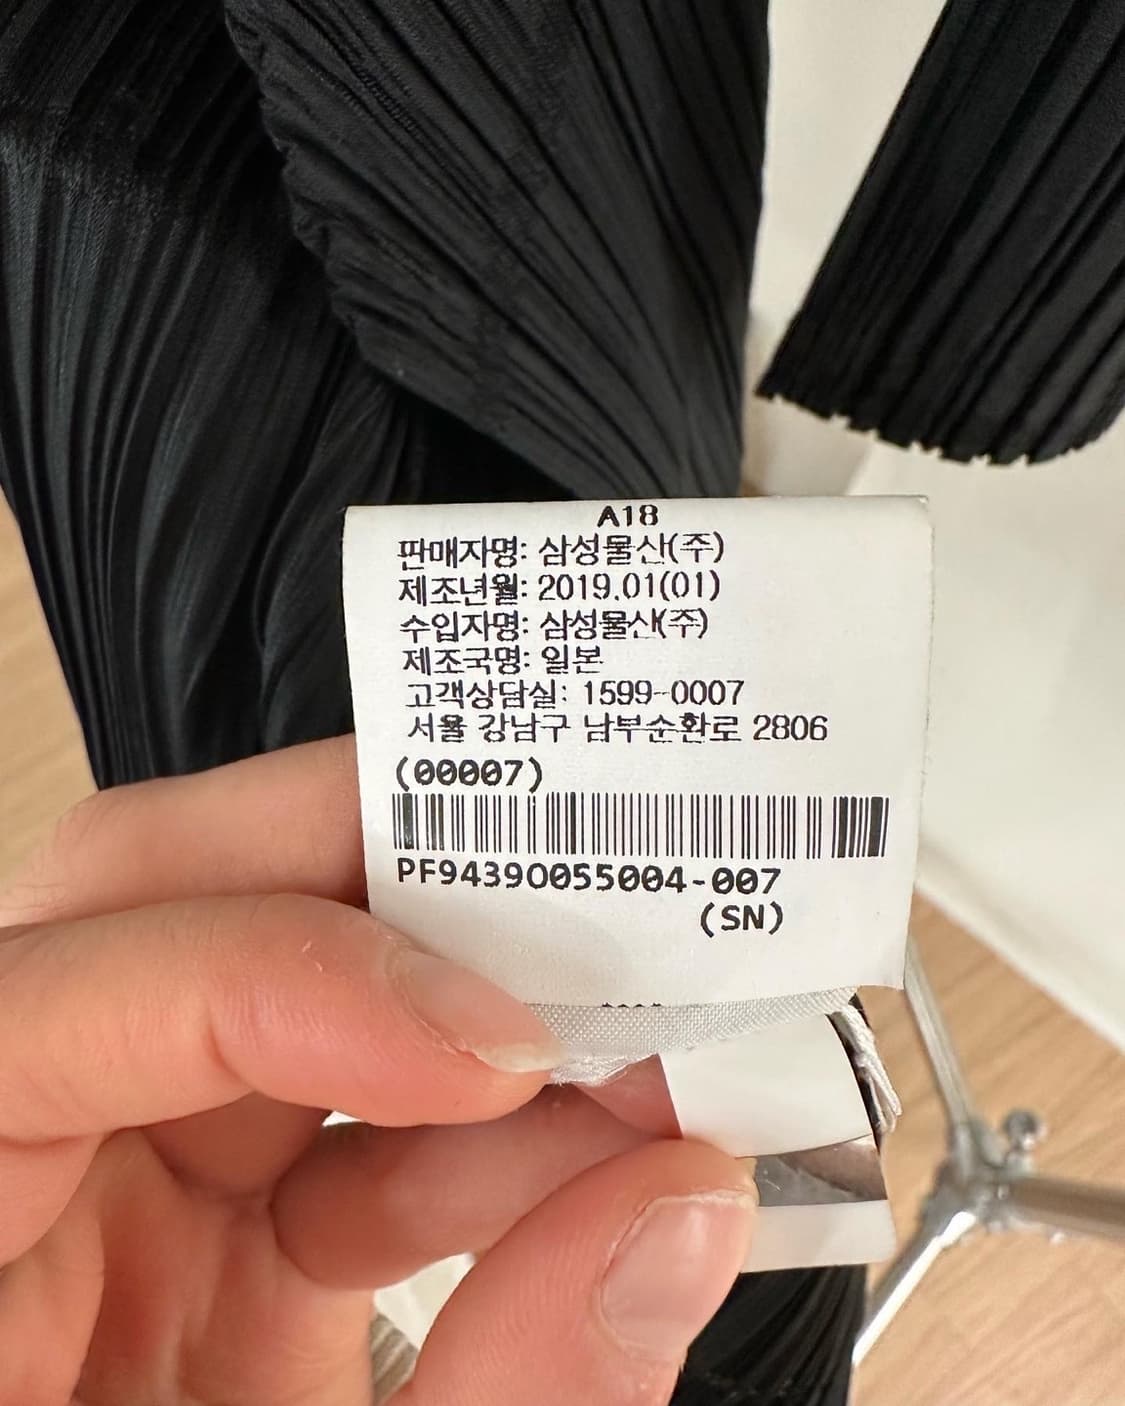 A18
판매자명: 삼성물산(주)
제조년월: 2019.01(01)
수입자명: 삼성물산(주)
제조국명: 일본
고객상담실: 1599-0007
서울 강남구 남부순환로 2806
(00007)
PF94390055004-007
(SN)